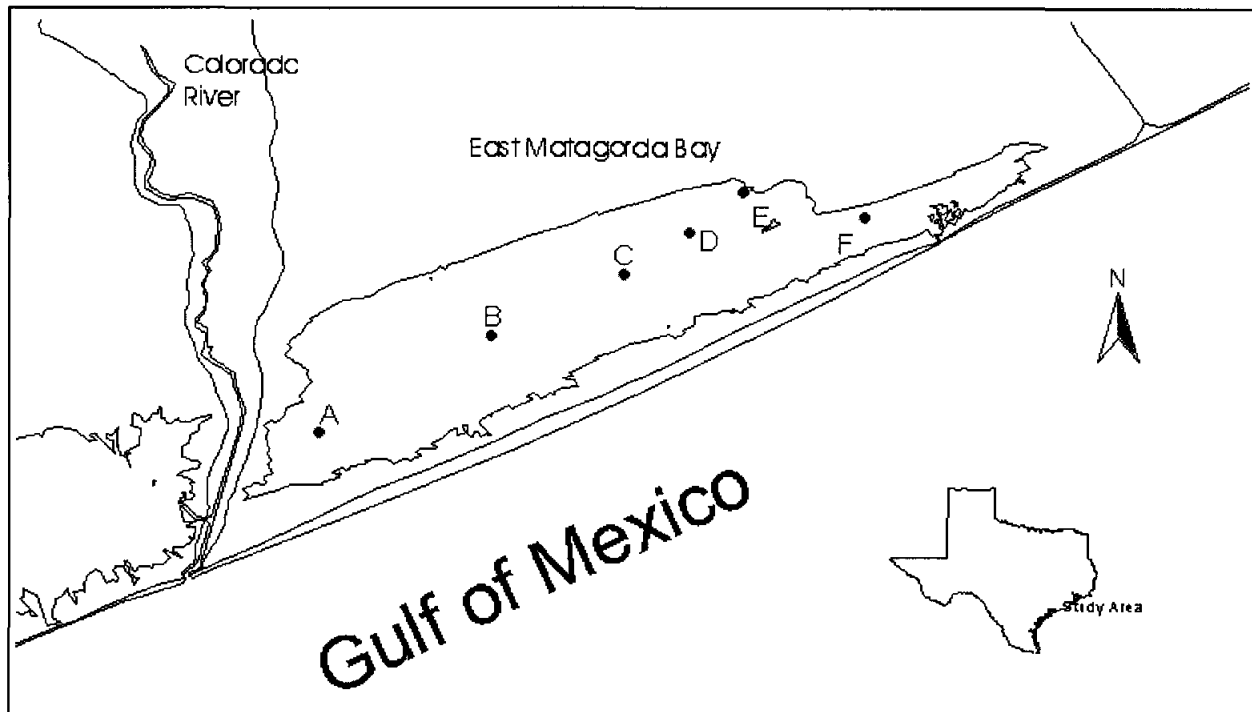 Colorado
River
East Matagorda Bay
E
D
F
C
B
A
N
Gulf of Mexico
Study Area